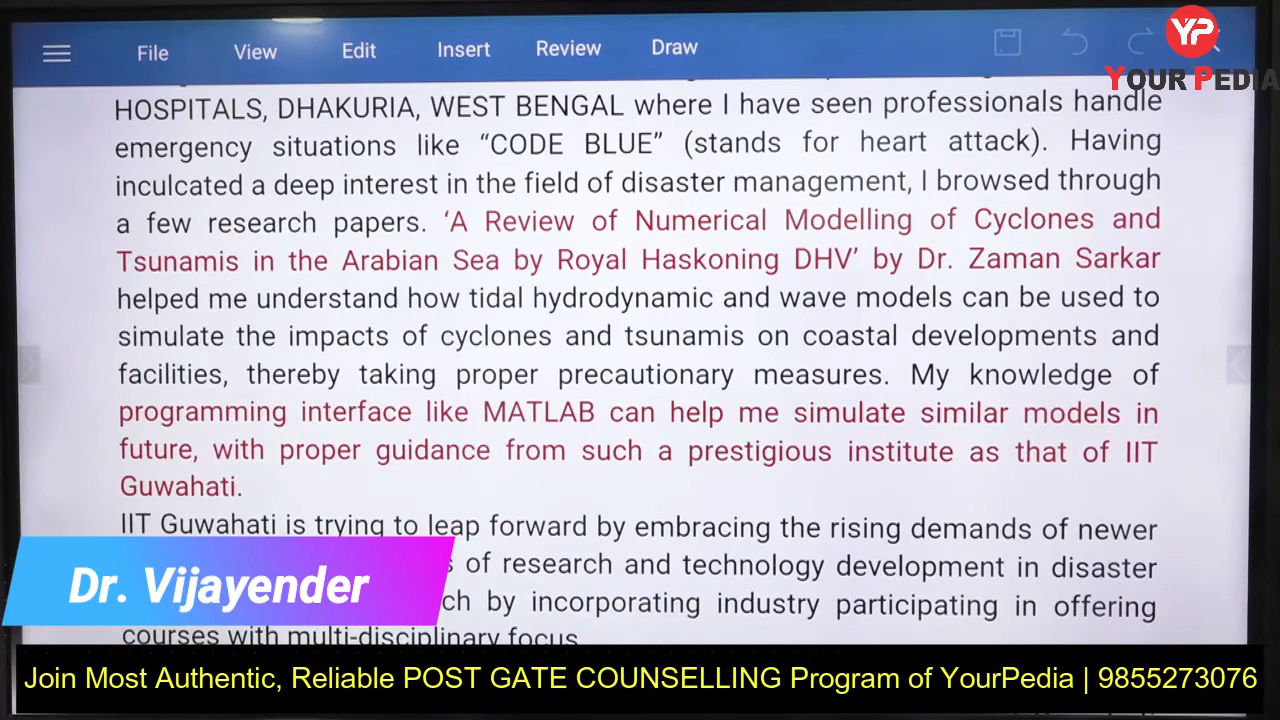 File View Edit Insert Review Draw
YP
YOUR PEDIA
HOSPITALS, DHAKURIA, WEST BENGAL where I have seen professionals handle
emergency situations like “CODE BLUE” (stands for heart attack). Having
inculcated a deep interest in the field of disaster management, I browsed through
a few research papers. ‘A Review of Numerical Modelling of Cyclones and
Tsunamis in the Arabian Sea by Royal Haskoning DHV’ by Dr. Zaman Sarkar
helped me understand how tidal hydrodynamic and wave models can be used to
simulate the impacts of cyclones and tsunamis on coastal developments and
facilities, thereby taking proper precautionary measures. My knowledge of
programming interface like MATLAB can help me simulate similar models in
future, with proper guidance from such a prestigious institute as that of IIT
Guwahati.
IIT Guwahati is trying to leap forward by embracing the rising demands of newer
of research and technology development in disaster
by incorporating industry participating in offering
courses with multi-disciplinary focus
Dr. Vijayender
Join Most Authentic, Reliable POST GATE COUNSELLING Program of YourPedia | 9855273076